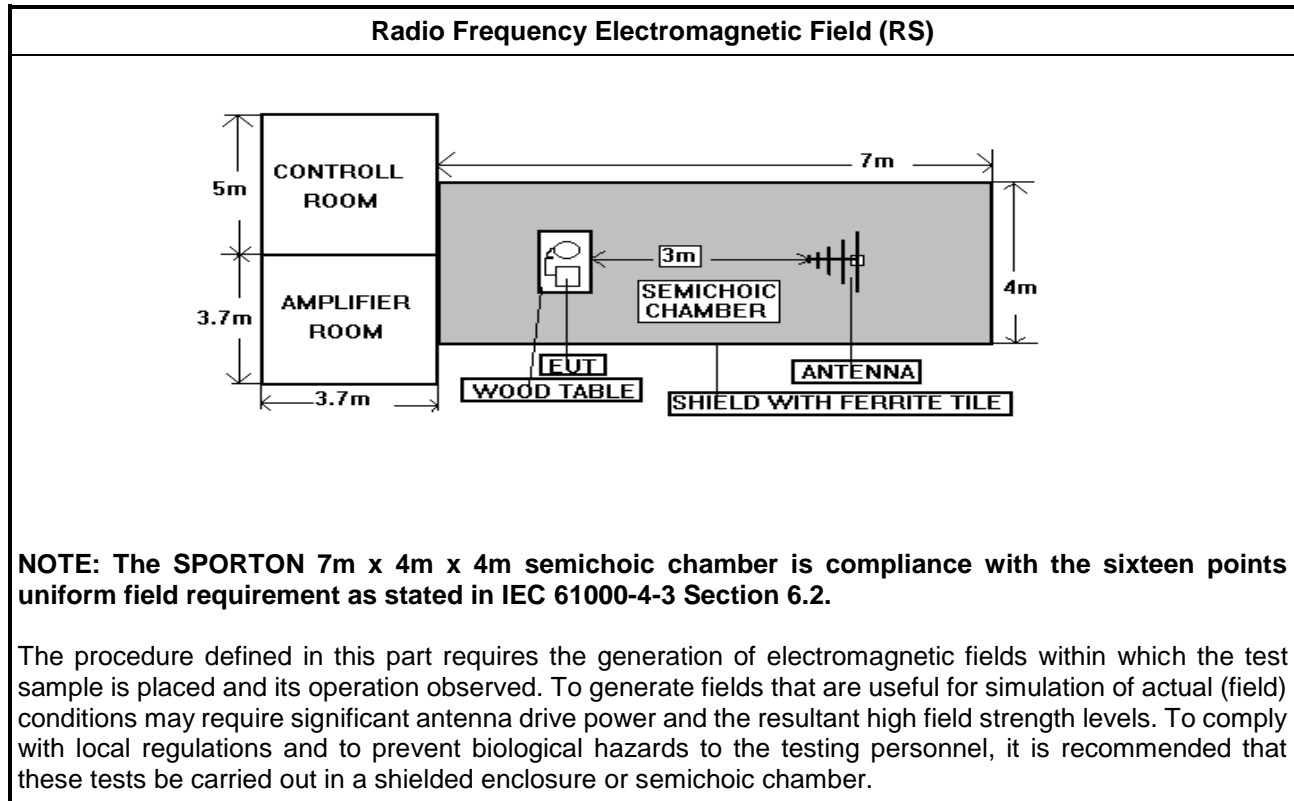 Radio Frequency Electromagnetic Field (RS)
CONTROLL
ROOM
5m
7m
3m
SEMICHOIC
CHAMBER
4m
AMPLIFIER
ROOM
3.7m
3.7m
EUT
WOOD TABLE
ANTENNA
SHIELD WITH FERRITE TILE
NOTE: The SPORTON 7m x 4m x 4m semichoic chamber is compliance with the sixteen points
uniform field requirement as stated in IEC 61000-4-3 Section 6.2.
The procedure defined in this part requires the generation of electromagnetic fields within which the test
sample is placed and its operation observed. To generate fields that are useful for simulation of actual (field)
conditions may require significant antenna drive power and the resultant high field strength levels. To comply
with local regulations and to prevent biological hazards to the testing personnel, it is recommended that
these tests be carried out in a shielded enclosure or semichoic chamber.